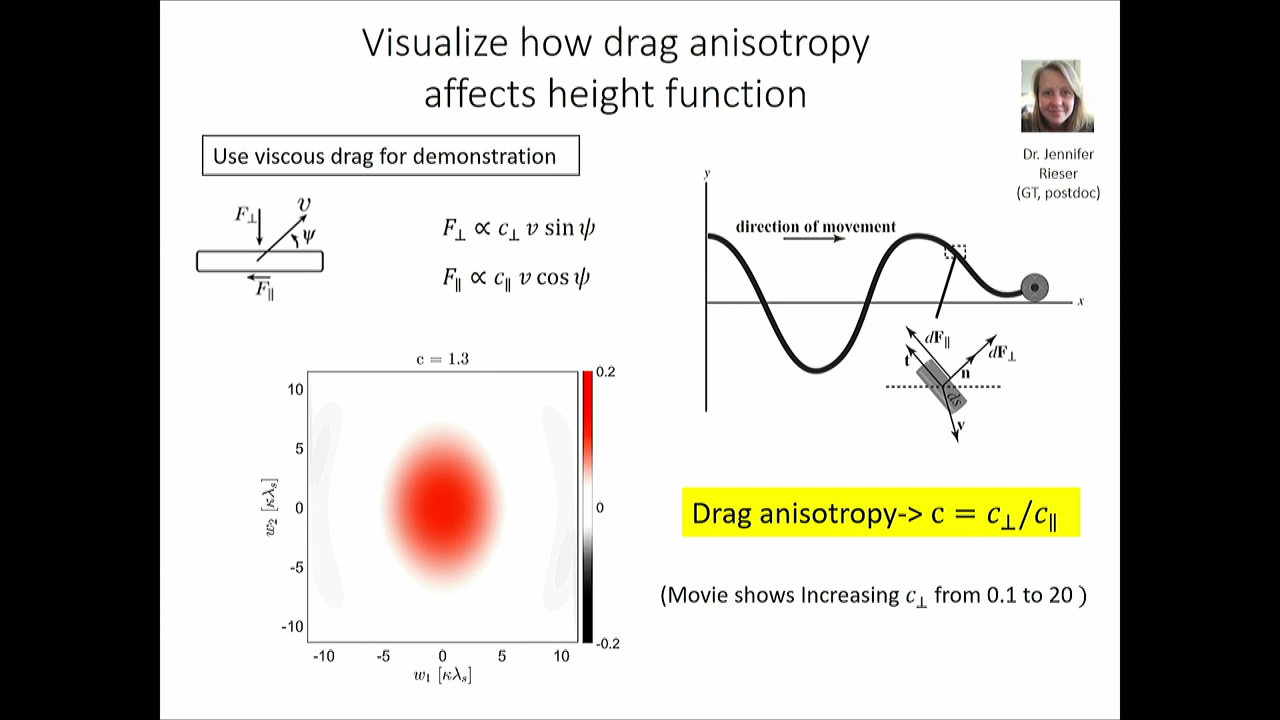 Visualize how drag anisotropy
affects height function
Use viscous drag for demonstration
Dr. Jennifer
Rieser
(GT, postdoc)
F⊥
υ
ψ
F∥
F⊥ ∝ c⊥ v sin ψ
F∥ ∝ c∥ v cos ψ
y
direction of movement
x
dF∥
dF⊥
t
n
ds
v
c = 1.3
10
5
0
-5
-10
w₂ [κλₛ]
-10 -5 0 5 10
w₁ [κλₛ]
0.2
0
-0.2
Drag anisotropy-> c = c⊥/c∥
(Movie shows Increasing c⊥ from 0.1 to 20 )